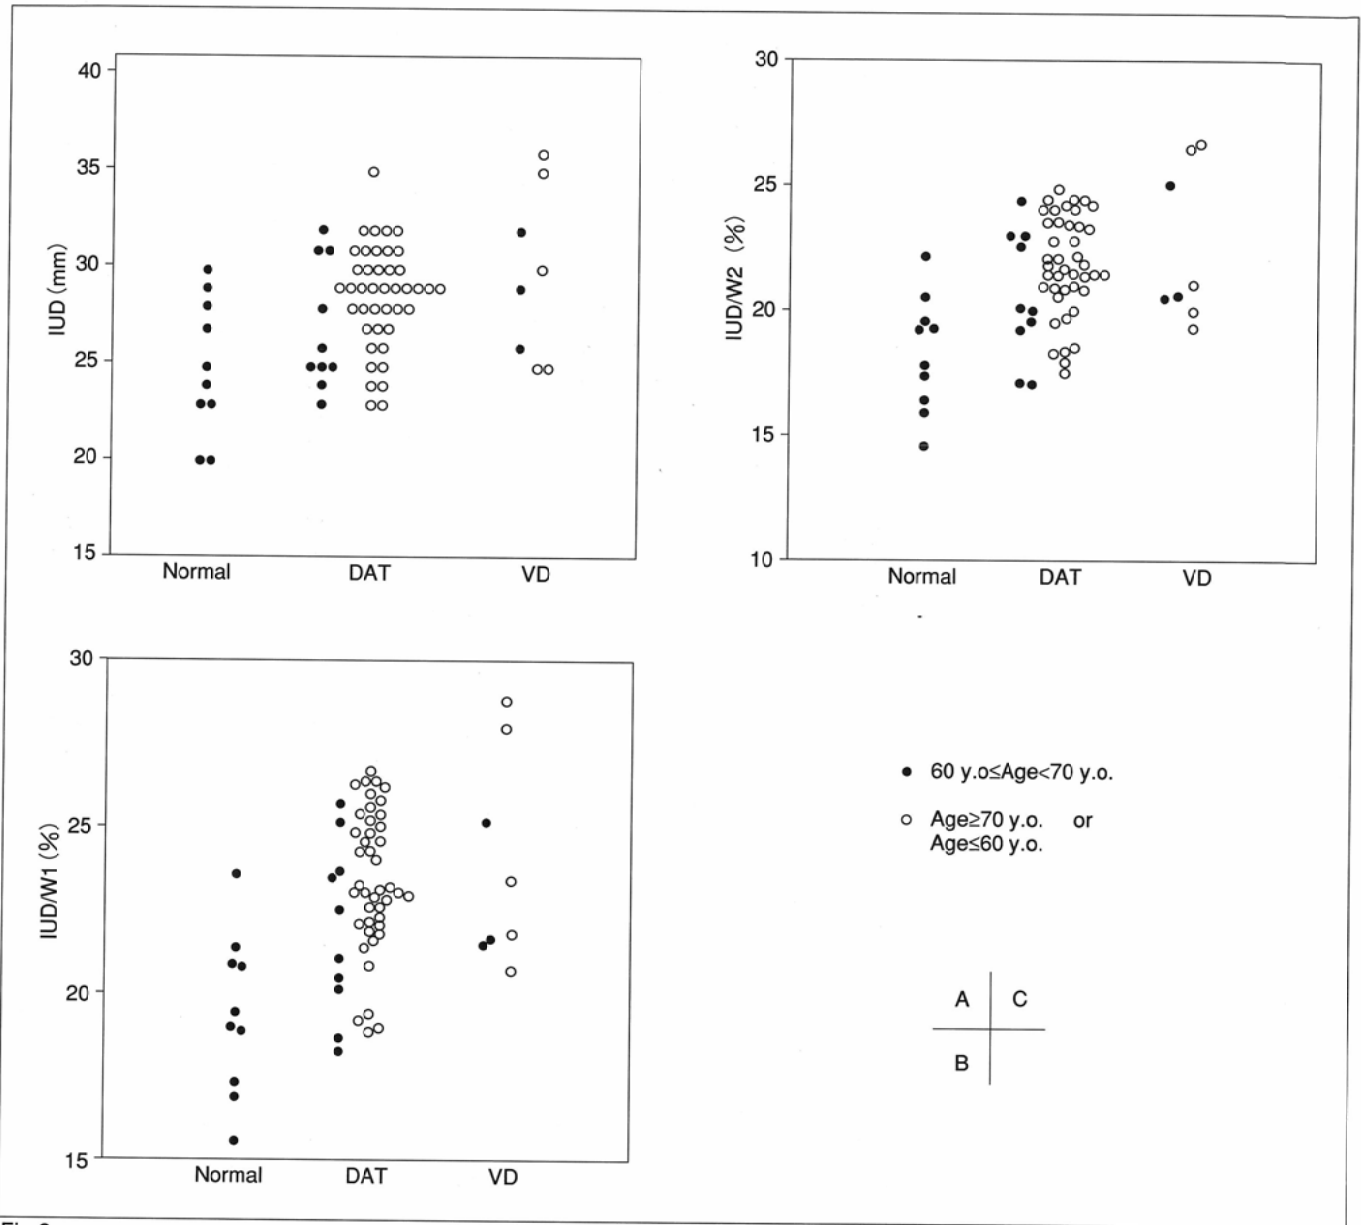 40
35
30
25
20
15
IUD (mm)
Normal DAT VD
30
25
20
15
10
IUD/W2 (%)
Normal DAT VD
30
25
20
15
IUD/W1 (%)
Normal DAT VD
60 y.o≤Age<70 y.o.
Age≥70 y.o. or
Age≤60 y.o.
A C
B